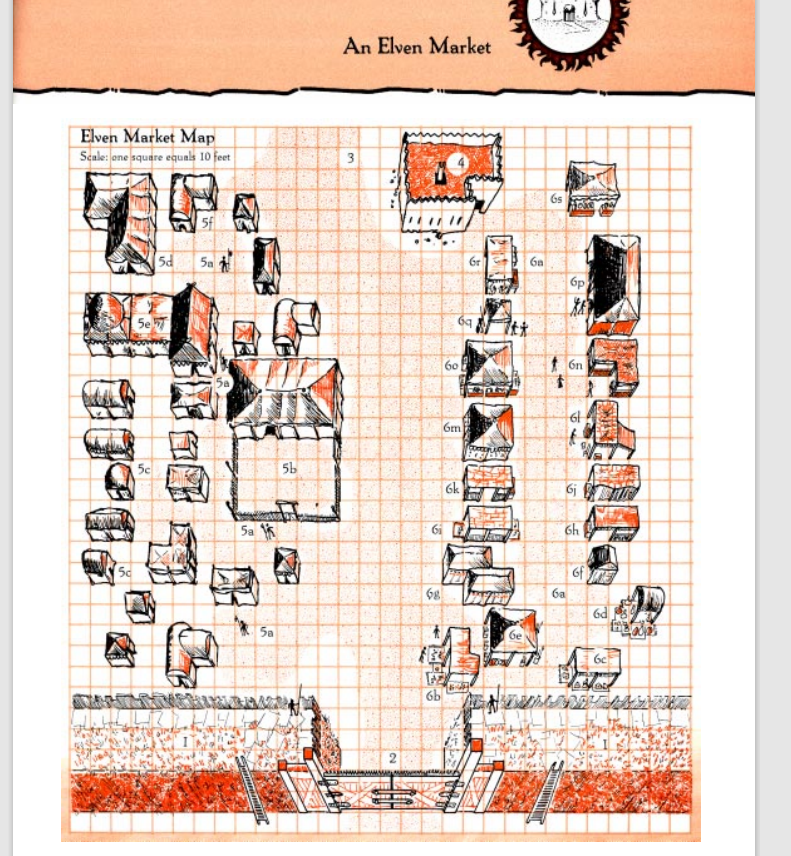 An Elven Market
Elven Market Map
Scale: one square equals 10 feet
3
4
6s
5f
5d
5a
6r
6a
6p
5e
6q
6o
6n
5a
6l
6m
5b
5c
6k
6j
5a
6i
6h
5c
6f
6g
6a
6d
5a
6e
6c
6b
1
1
2